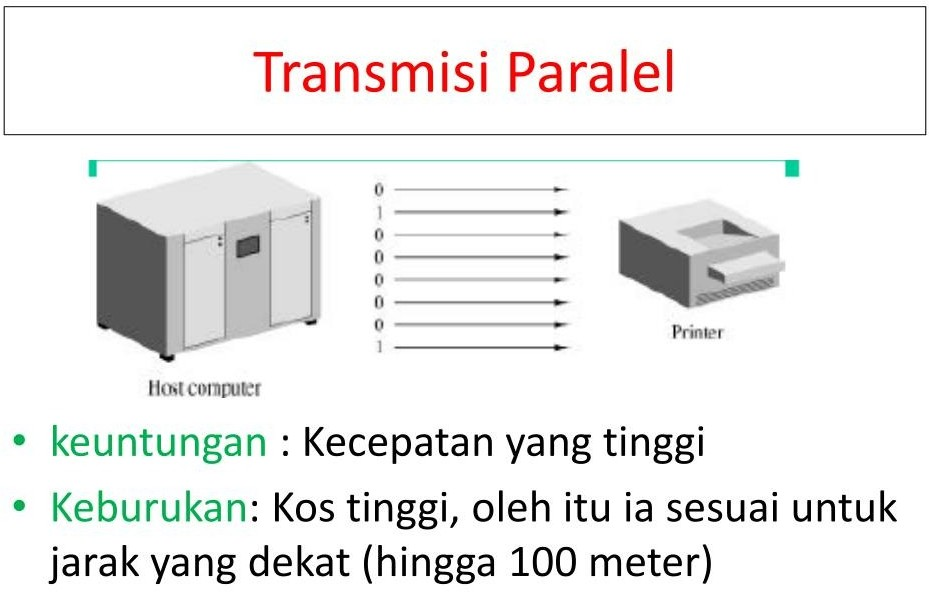 Transmisi Paralel
0
1
0
0
0
0
0
1
Printer
Host computer
• keuntungan : Kecepatan yang tinggi
• Keburukan: Kos tinggi, oleh itu ia sesuai untuk
jarak yang dekat (hingga 100 meter)